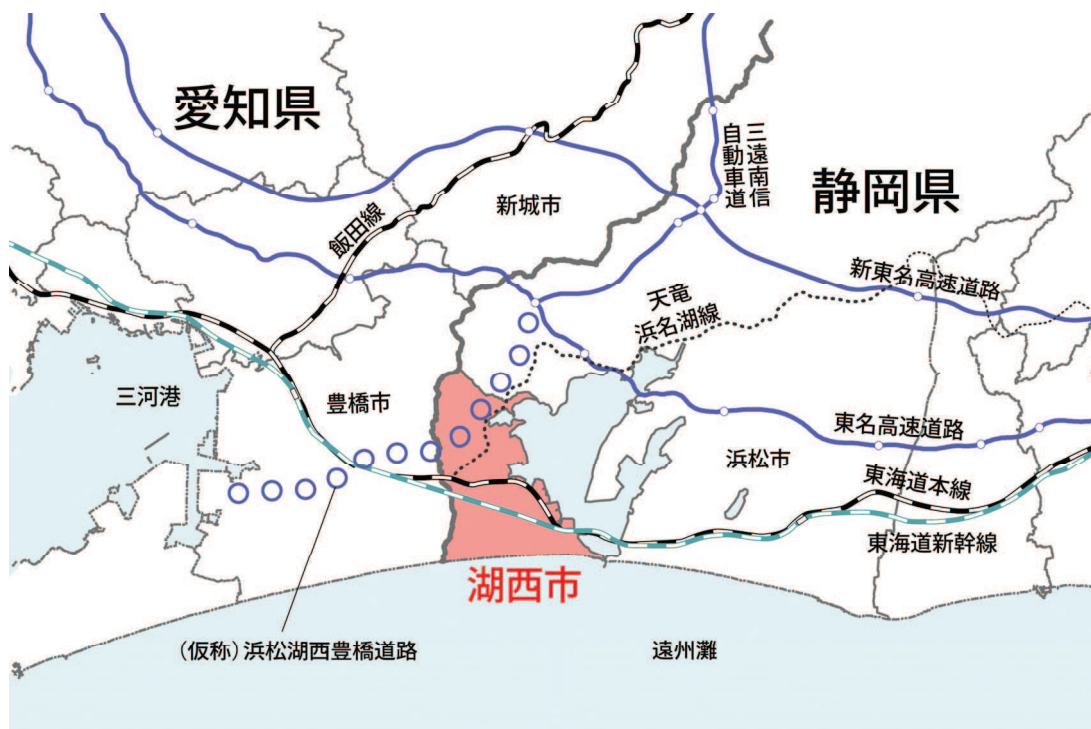 愛知県
三遠南信
自動車道
静岡県
新城市
飯田線
新東名高速道路
天竜
浜名湖線
三河港
豊橋市
東名高速道路
浜松市
東海道本線
東海道新幹線
湖西市
(仮称)浜松湖西豊橋道路
遠州灘